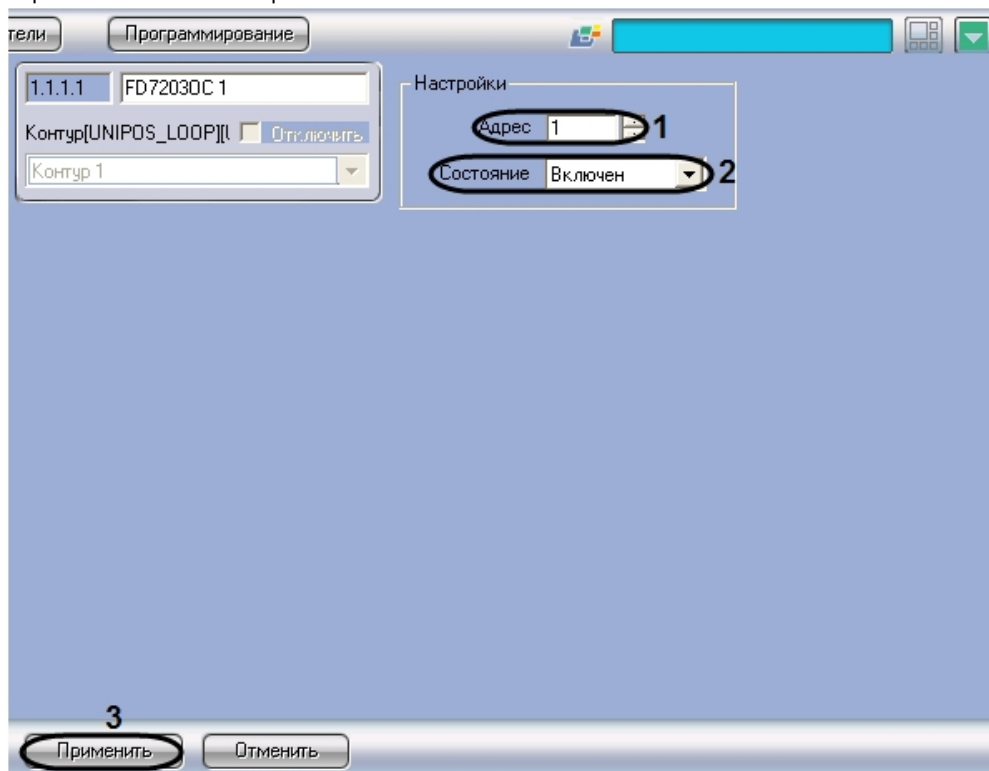 тели Программирование
1.1.1.1 FD7203OC 1
Контур[UNIPOS_LOOP][
Отключить
Контур 1
Настройки
Адрес 1 1
Состояние Включен 2
3
Применить Отменить